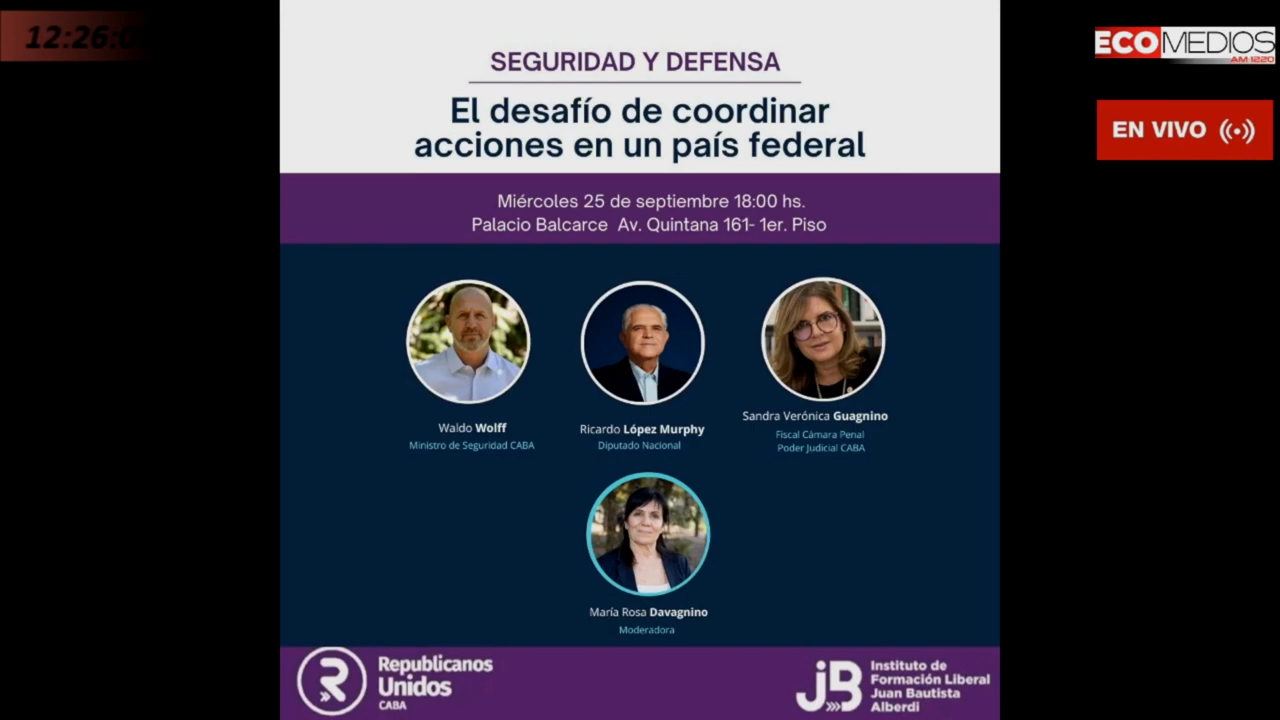 12:26:0
ECOMEDIOS
AM 1220
EN VIVO
SEGURIDAD Y DEFENSA
El desafío de coordinar
acciones en un país federal
Miércoles 25 de septiembre 18:00 hs.
Palacio Balcarce Av. Quintana 161- 1er. Piso
Waldo Wolff
Ministro de Seguridad CABA
Ricardo López Murphy
Diputado Nacional
Sandra Verónica Guagnino
Fiscal Cámara Penal
Poder Judicial CABA
María Rosa Davagnino
Moderadora
Republicanos
Unidos
CABA
JB
Instituto de
Formación Liberal
Juan Bautista
Alberdi